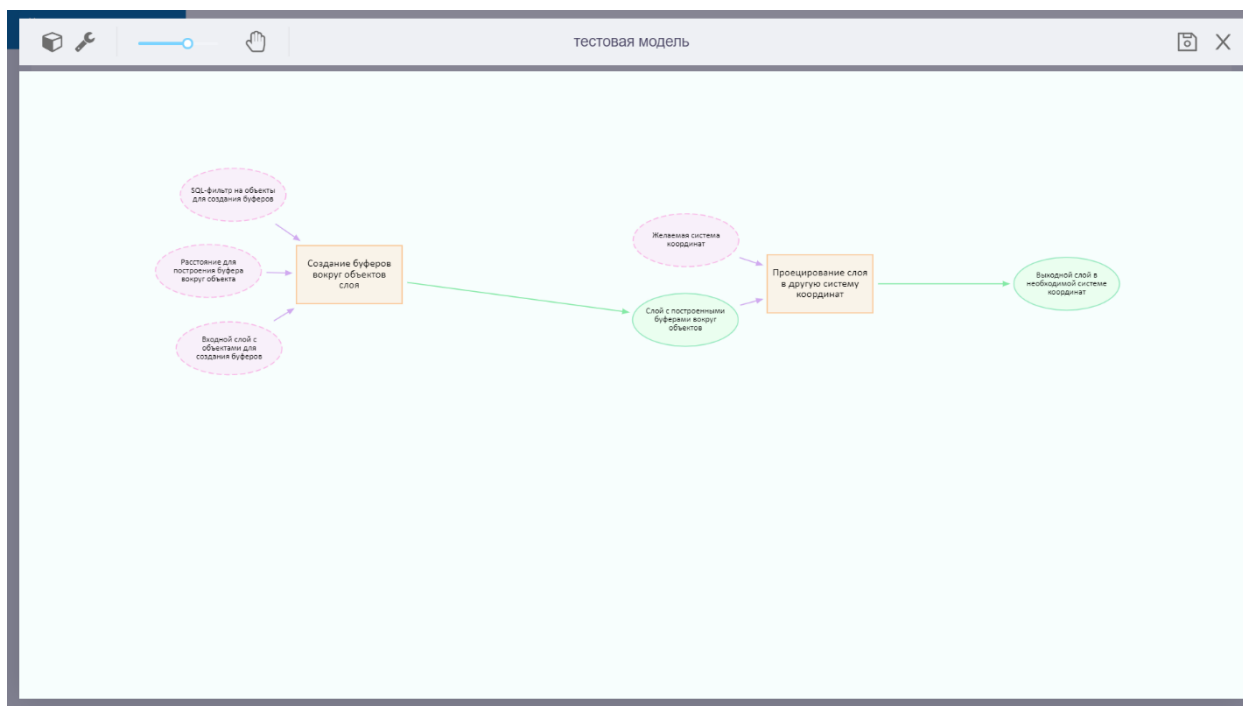 тестовая модель
SQL-фильтр на объекты
для создания буферов
Расстояние для
построения буфера
вокруг объекта
Входной слой с
объектами для
создания буферов
Создание буферов
вокруг объектов
слоя
Желаемая система
координат
Слой с построенными
буферами вокруг
объектов
Проецирование слоя
в другую систему
координат
Выходной слой в
необходимой системе
координат